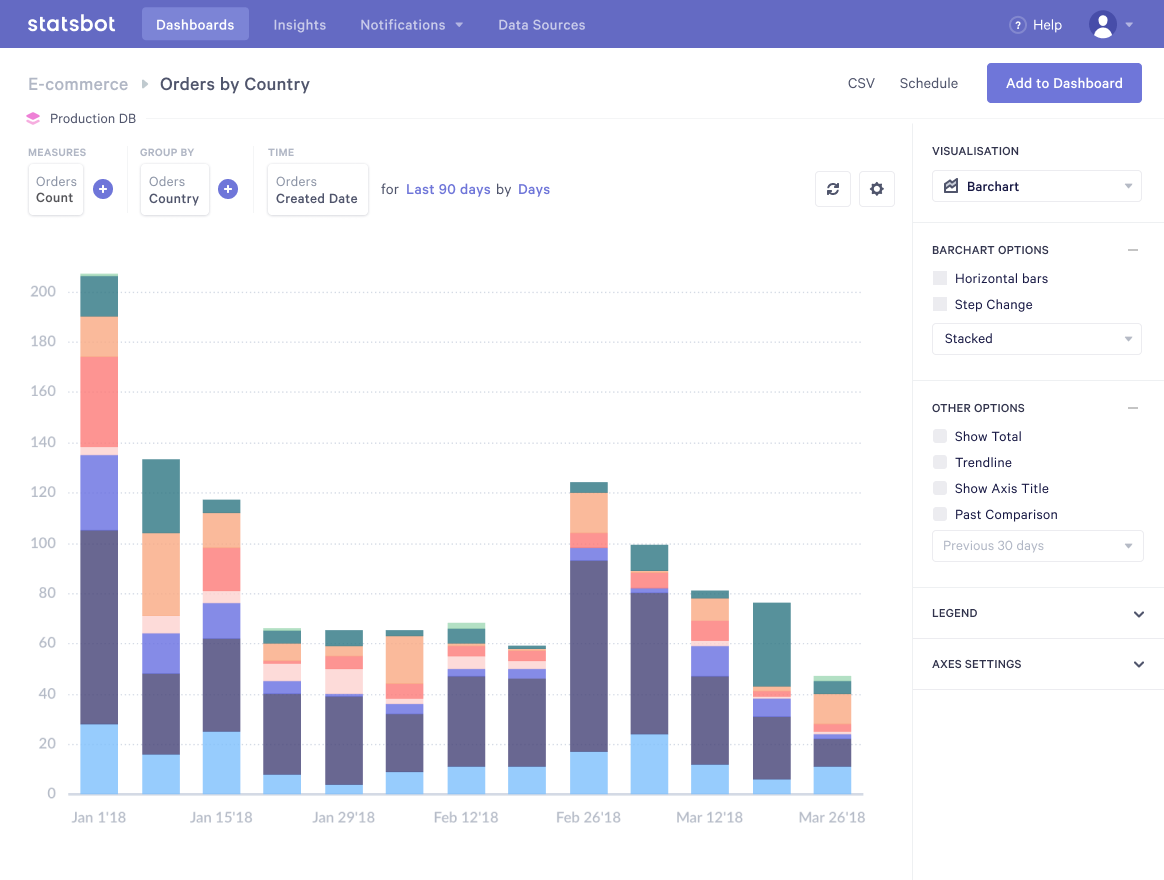 statsbot Dashboards Insights Notifications Data Sources ? Help
E-commerce Orders by Country CSV Schedule Add to Dashboard
Production DB
MEASURES GROUP BY TIME
Orders Oders Orders
Count Country Created Date
for Last 90 days by Days
200
180
160
140
120
100
80
60
40
20
0
Jan 1'18 Jan 15'18 Jan 29'18 Feb 12'18 Feb 26'18 Mar 12'18 Mar 26'18
VISUALISATION
Barchart
BARCHART OPTIONS
Horizontal bars
Step Change
Stacked
OTHER OPTIONS
Show Total
Trendline
Show Axis Title
Past Comparison
Previous 30 days
LEGEND
AXES SETTINGS